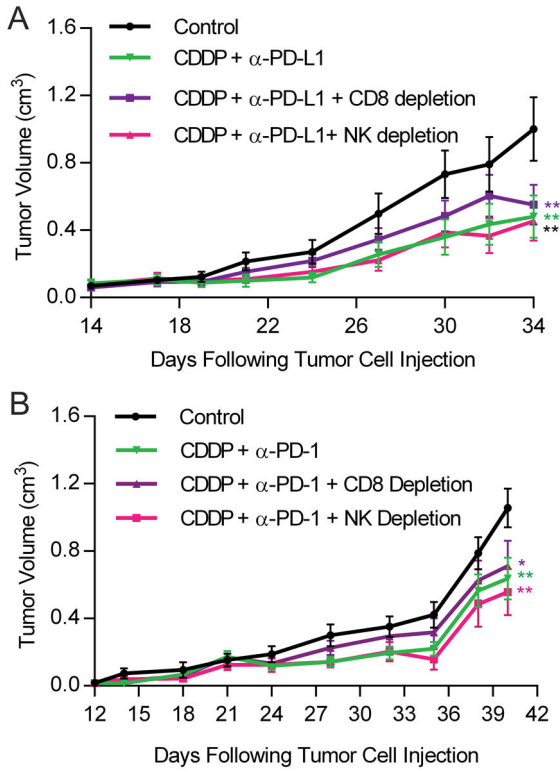 A
Tumor Volume (cm³)
1.6
1.2
0.8
0.4
0.0
Control
CDDP + α-PD-L1
CDDP + α-PD-L1 + CD8 depletion
CDDP + α-PD-L1+ NK depletion
**
**
**
14 18 22 26 30 34
Days Following Tumor Cell Injection
B
Tumor Volume (cm³)
1.6
1.2
0.8
0.4
0.0
Control
CDDP + α-PD-1
CDDP + α-PD-1 + CD8 Depletion
CDDP + α-PD-1 + NK Depletion
*
**
**
12 15 18 21 24 27 30 33 36 39 42
Days Following Tumor Cell Injection